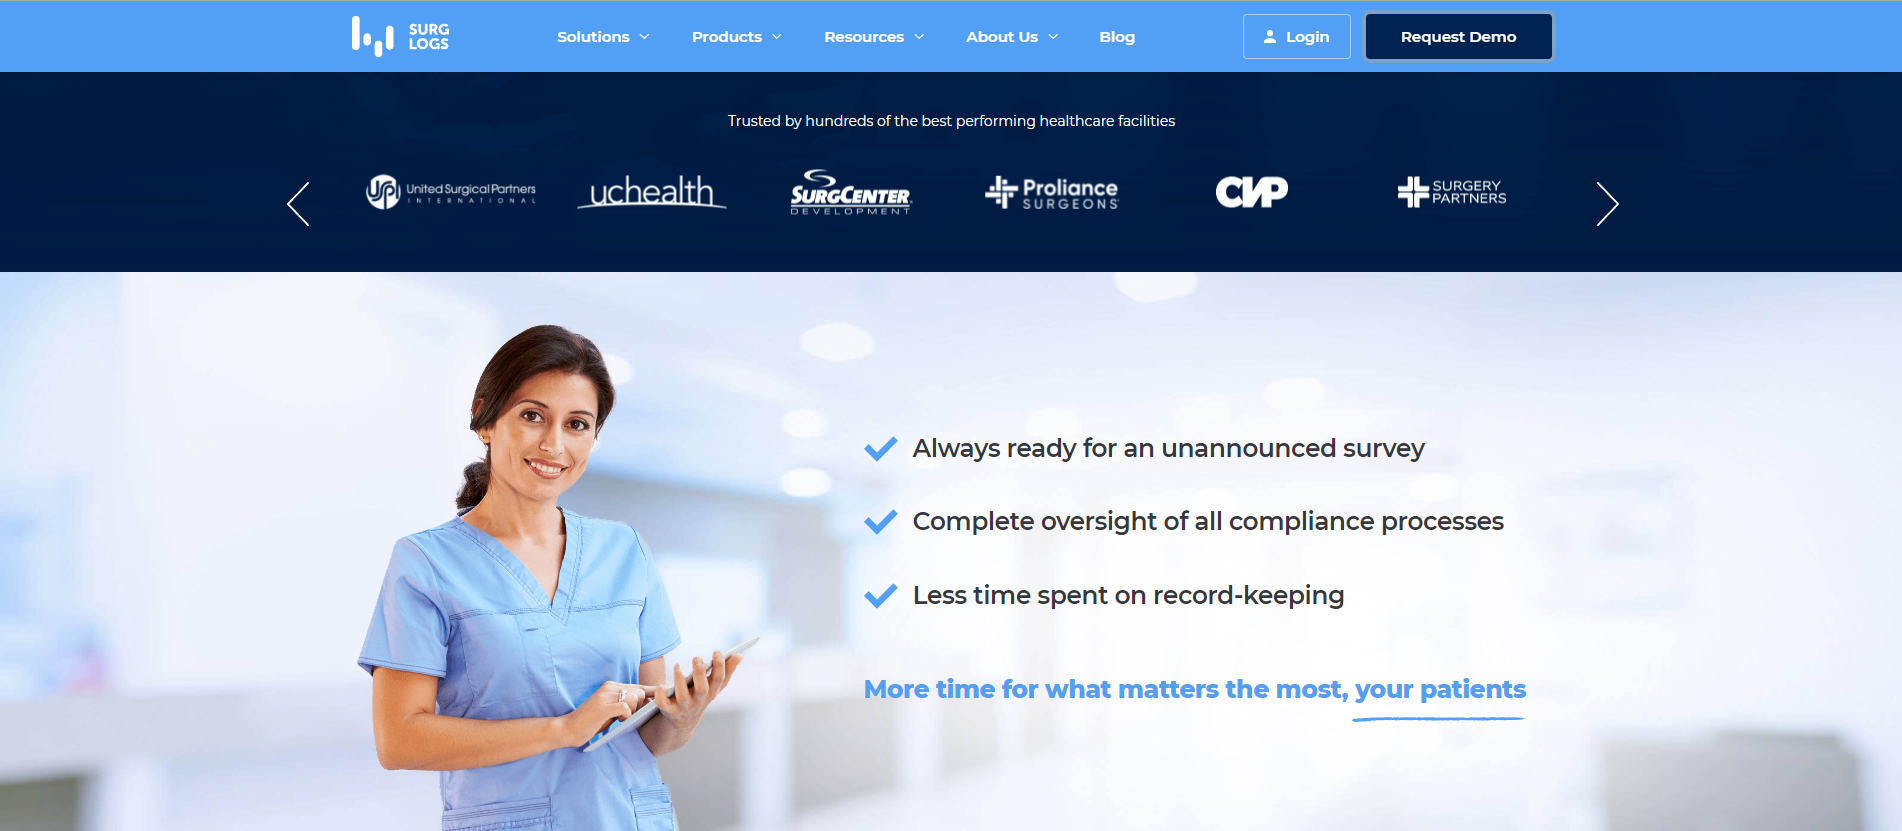 SURG
LOGS
Solutions
Products
Resources
About Us
Blog
Login
Request Demo
Trusted by hundreds of the best performing healthcare facilities
USPI United Surgical Partners
INTERNATIONAL
uchealth
SURGCENTER
DEVELOPMENT
Proliance
SURGEONS
CVP
SURGERY
PARTNERS
Always ready for an unannounced survey
Complete oversight of all compliance processes
Less time spent on record-keeping
More time for what matters the most, your patients